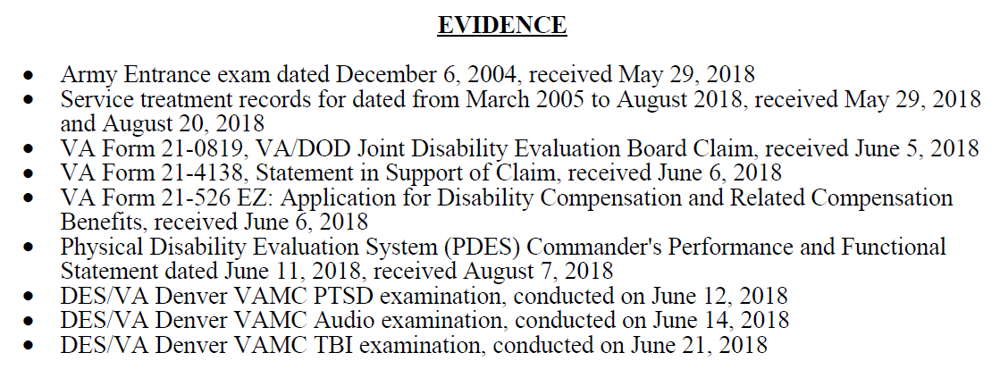 EVIDENCE
• Army Entrance exam dated December 6, 2004, received May 29, 2018
• Service treatment records for dated from March 2005 to August 2018, received May 29, 2018
and August 20, 2018
• VA Form 21-0819, VA/DOD Joint Disability Evaluation Board Claim, received June 5, 2018
• VA Form 21-4138, Statement in Support of Claim, received June 6, 2018
• VA Form 21-526 EZ: Application for Disability Compensation and Related Compensation
Benefits, received June 6, 2018
• Physical Disability Evaluation System (PDES) Commander's Performance and Functional
Statement dated June 11, 2018, received August 7, 2018
• DES/VA Denver VAMC PTSD examination, conducted on June 12, 2018
• DES/VA Denver VAMC Audio examination, conducted on June 14, 2018
• DES/VA Denver VAMC TBI examination, conducted on June 21, 2018